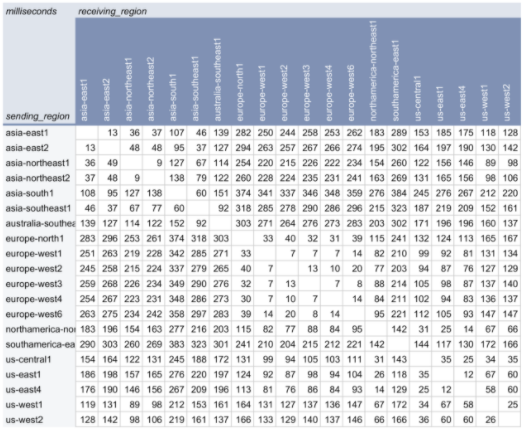 milliseconds receiving_region
sending_region asia-east1 asia-east2 asia-northeast1 asia-northeast2 asia-south1 asia-southeast1 australia-southeast1 europe-north1 europe-west1 europe-west2 europe-west3 europe-west4 europe-west6 northamerica-northeast1 southamerica-east1 us-central1 us-east1 us-east4 us-west1 us-west2
asia-east1 13 36 37 107 46 139 282 250 244 258 253 262 183 289 153 185 175 118 128
asia-east2 13 48 48 95 37 127 294 263 257 267 266 274 195 302 164 197 190 130 142
asia-northeast1 36 49 9 127 67 114 254 220 215 226 222 234 154 260 122 156 146 89 98
asia-northeast2 37 48 9 138 79 122 260 228 224 235 231 241 163 269 131 165 156 98 106
asia-south1 108 95 127 138 60 151 374 341 337 346 348 359 276 384 245 276 267 212 220
asia-southeast1 46 37 67 77 60 92 318 285 278 290 286 296 215 323 187 219 209 152 161
australia-southea 139 127 114 122 152 92 303 271 264 276 273 283 203 302 171 196 196 160 137
europe-north1 283 296 253 261 374 318 303 33 40 32 31 39 115 241 132 124 113 165 167
europe-west1 251 263 219 228 342 285 271 33 7 7 7 14 82 210 99 92 81 131 134
europe-west2 245 258 215 224 337 279 265 40 7 13 10 20 77 203 94 87 76 127 129
europe-west3 259 268 226 234 349 290 276 32 7 13 7 8 88 214 105 98 87 137 140
europe-west4 254 267 223 231 348 286 273 30 7 10 7 14 84 211 102 94 83 136 137
europe-west6 263 275 234 242 358 297 283 39 14 20 8 14 95 221 112 105 93 147 147
northamerica-nor 183 196 154 163 277 216 203 115 82 77 88 84 95 142 31 25 14 67 66
southamerica-ea 290 303 260 269 383 323 301 241 210 204 215 212 221 142 144 117 130 172 166
us-central1 154 164 122 131 245 188 172 131 99 94 105 103 111 31 143 35 25 34 35
us-east1 186 198 157 165 276 220 197 124 92 87 98 94 104 26 118 35 12 67 60
us-east4 176 190 146 156 267 209 196 113 81 76 86 84 93 14 129 25 12 58 60
us-west1 119 131 89 98 212 153 161 164 131 127 137 136 147 67 172 34 67 58 25
us-west2 128 142 98 106 219 161 137 166 133 129 140 137 146 66 166 36 60 60 26